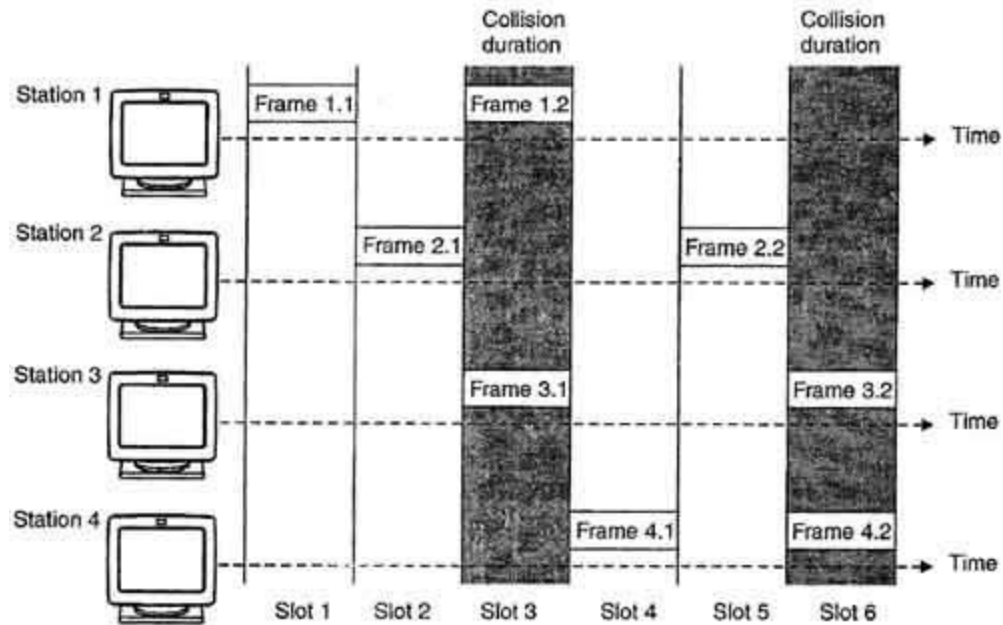 Collision
duration
Collision
duration
Station 1
Frame 1.1
Frame 1.2
Time
Station 2
Frame 2.1
Frame 2.2
Time
Station 3
Frame 3.1
Frame 3.2
Time
Station 4
Frame 4.1
Frame 4.2
Time
Slot 1
Slot 2
Slot 3
Slot 4
Slot 5
Slot 6